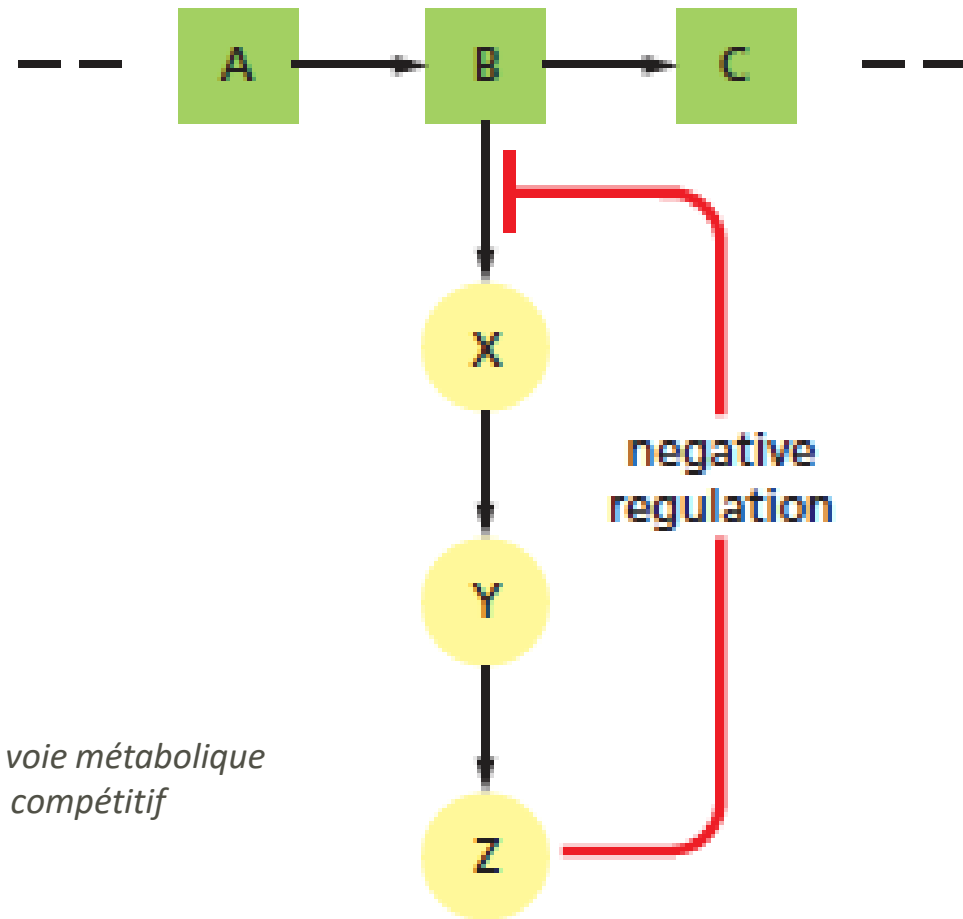 A B C
X
negative
regulation
Y
voie métabolique
compétitif
Z